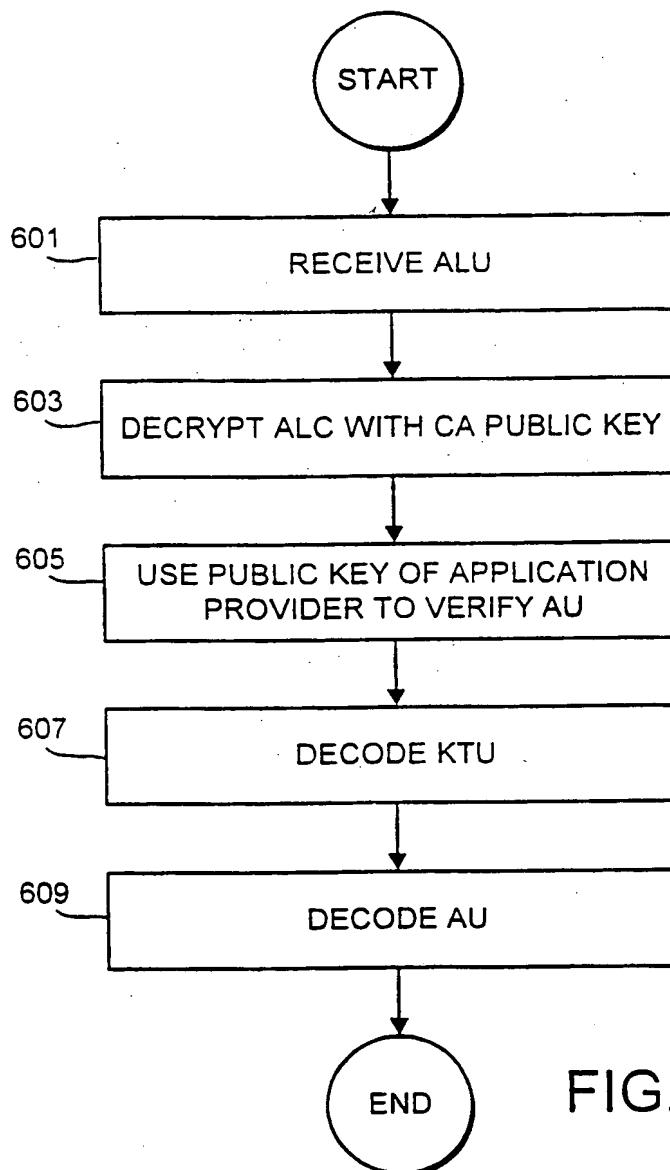 START
601
RECEIVE ALU
603
DECRYPT ALC WITH CA PUBLIC KEY
605
USE PUBLIC KEY OF APPLICATION
PROVIDER TO VERIFY AU
607
DECODE KTU
609
DECODE AU
END
FIG.